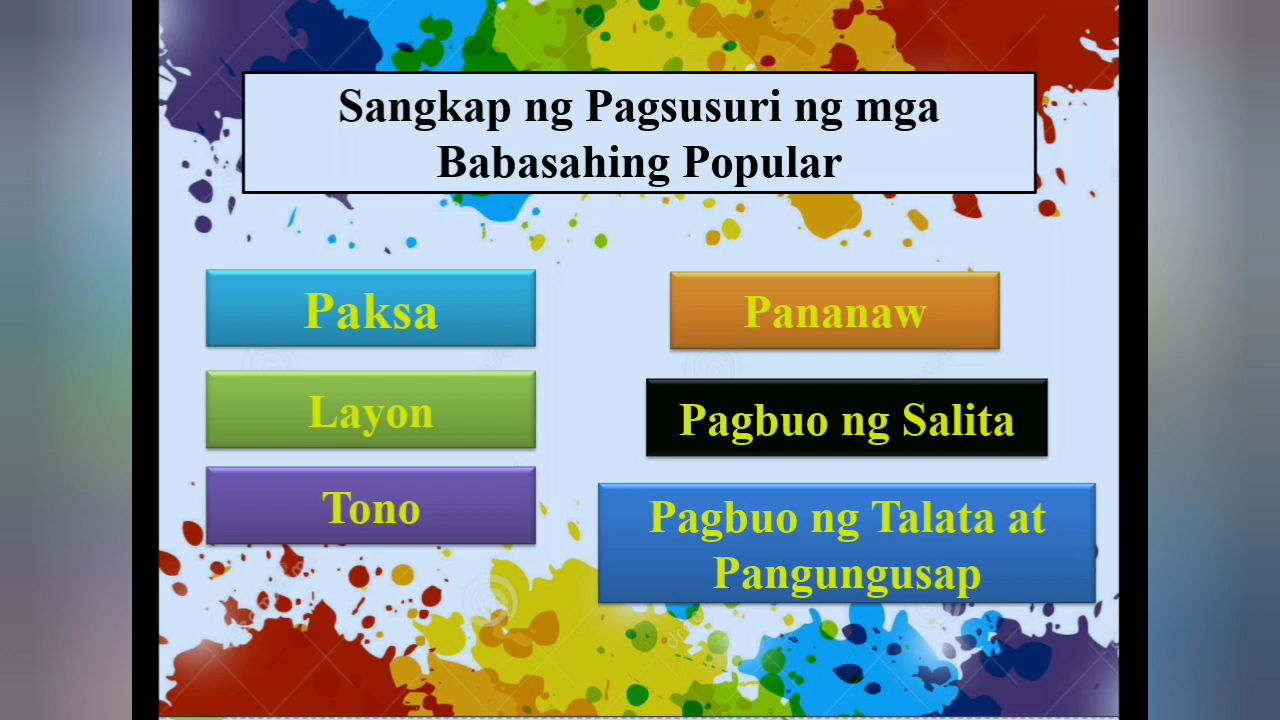 Sangkap ng Pagsusuri ng mga
Babasahing Popular
Paksa
Layon
Tono
Pananaw
Pagbuo ng Salita
Pagbuo ng Talata at
Pangungusap